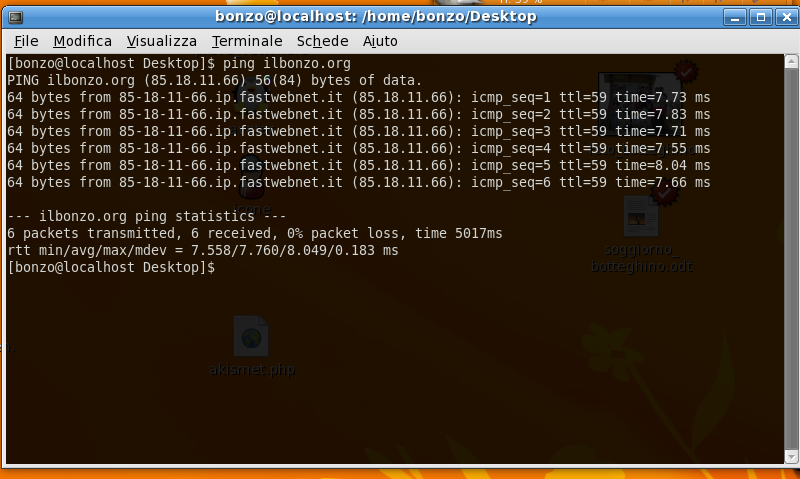 bonzo@localhost: /home/bonzo/Desktop
File Modifica Visualizza Terminale Schede Aiuto
[bonzo@localhost Desktop]$ ping ilbonzo.org
PING ilbonzo.org (85.18.11.66) 56(84) bytes of data.
64 bytes from 85-18-11-66.ip.fastwebnet.it (85.18.11.66): icmp_seq=1 ttl=59 time=7.73 ms
64 bytes from 85-18-11-66.ip.fastwebnet.it (85.18.11.66): icmp_seq=2 ttl=59 time=7.83 ms
64 bytes from 85-18-11-66.ip.fastwebnet.it (85.18.11.66): icmp_seq=3 ttl=59 time=7.71 ms
64 bytes from 85-18-11-66.ip.fastwebnet.it (85.18.11.66): icmp_seq=4 ttl=59 time=7.55 ms
64 bytes from 85-18-11-66.ip.fastwebnet.it (85.18.11.66): icmp_seq=5 ttl=59 time=8.04 ms
64 bytes from 85-18-11-66.ip.fastwebnet.it (85.18.11.66): icmp_seq=6 ttl=59 time=7.66 ms
--- ilbonzo.org ping statistics ---
6 packets transmitted, 6 received, 0% packet loss, time 5017ms
rtt min/avg/max/mdev = 7.558/7.760/8.049/0.183 ms
[bonzo@localhost Desktop]$
icone
soggiorno_
botteghino.odt
akismet.php